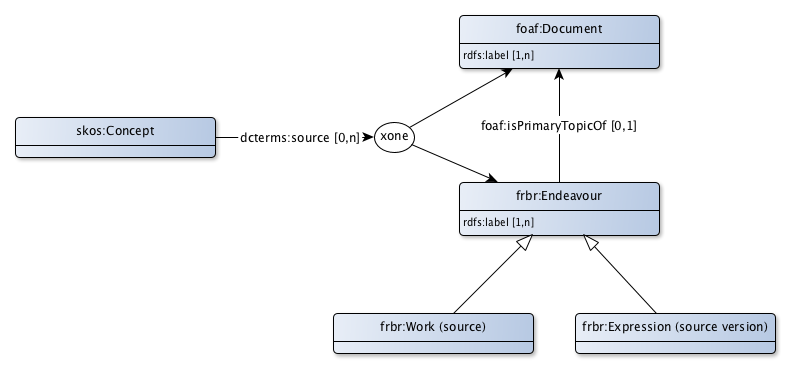 foaf:Document
rdfs:label [1,n]
skos:Concept
dcterms:source [0,n]
xone
foaf:isPrimaryTopicOf [0,1]
frbr:Endeavour
rdfs:label [1,n]
frbr:Work (source)
frbr:Expression (source version)